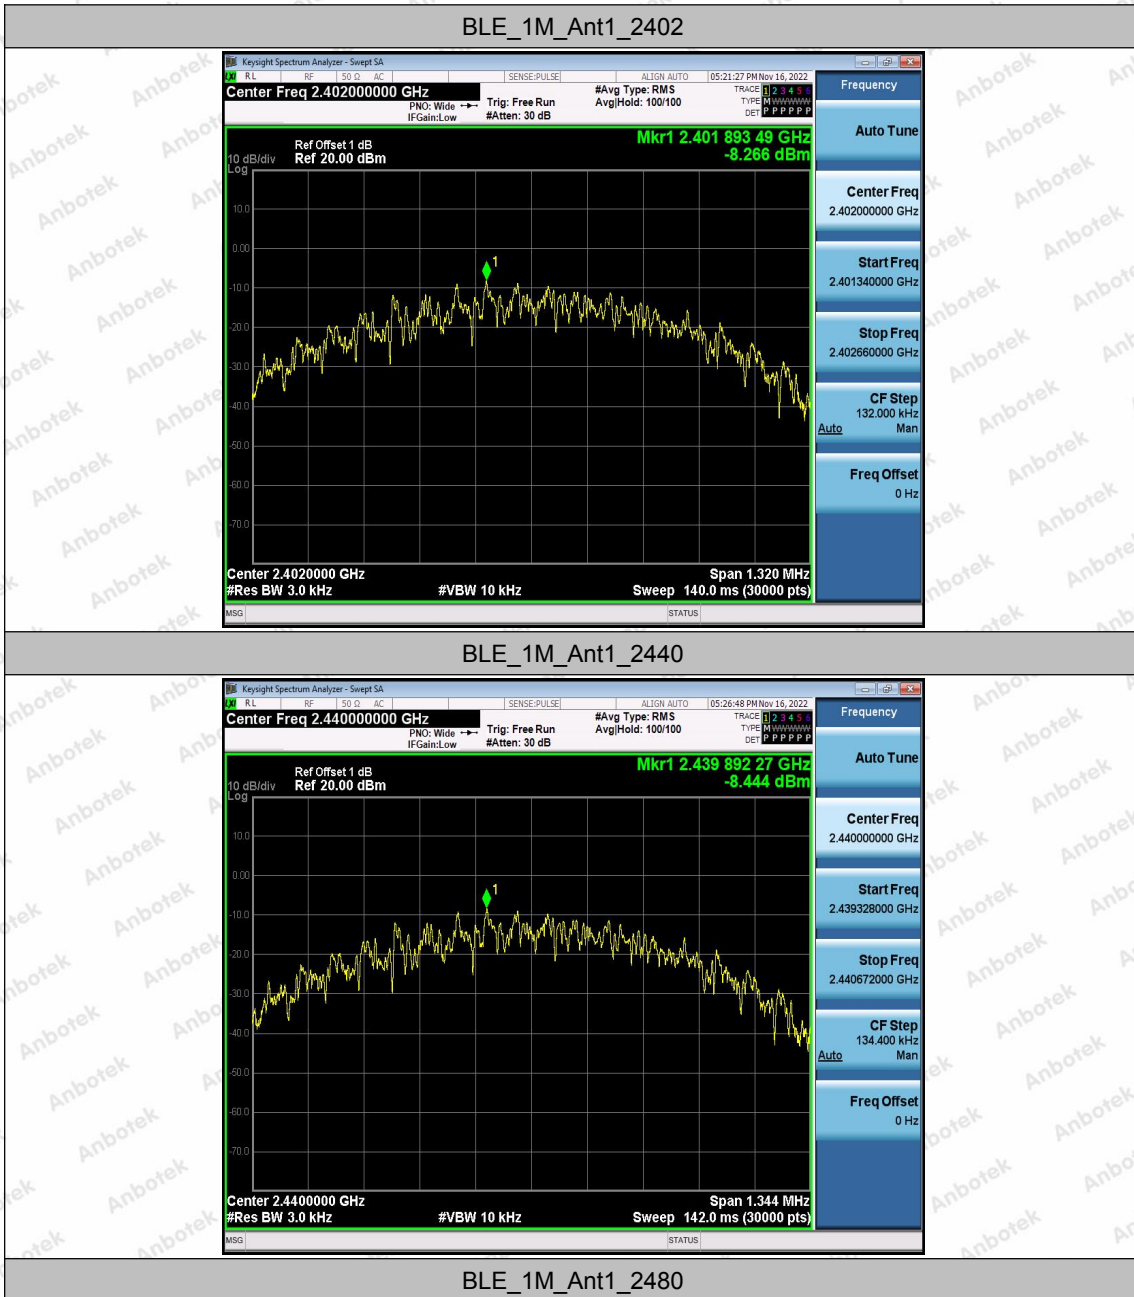 BLE_1M_Ant1_2402
Keysight Spectrum Analyzer - Swept SA
LXI RL RF 50 Ω AC SENSE:PULSE ALIGN AUTO 05:21:27 PM Nov 16, 2022
Center Freq 2.402000000 GHz
PNO: Wide
IFGain:Low
Trig: Free Run
#Atten: 30 dB
#Avg Type: RMS
Avg|Hold: 100/100
TRACE 1 2 3 4 5 6
TYPE M WWWWW
DET P P P P P P
Frequency
Auto Tune
Center Freq
2.402000000 GHz
Start Freq
2.401340000 GHz
Stop Freq
2.402660000 GHz
CF Step
132.000 kHz
Auto Man
Freq Offset
0 Hz
Mkr1 2.401 893 49 GHz
-8.266 dBm
Ref Offset 1 dB
10 dB/div Ref 20.00 dBm
Log
10.0
0.00
1
-10.0
-20.0
-30.0
-40.0
-50.0
-60.0
-70.0
Center 2.4020000 GHz Span 1.320 MHz
#Res BW 3.0 kHz #VBW 10 kHz Sweep 140.0 ms (30000 pts)
MSG STATUS
BLE_1M_Ant1_2440
Keysight Spectrum Analyzer - Swept SA
LXI RL RF 50 Ω AC SENSE:PULSE ALIGN AUTO 05:26:48 PM Nov 16, 2022
Center Freq 2.440000000 GHz
PNO: Wide
IFGain:Low
Trig: Free Run
#Atten: 30 dB
#Avg Type: RMS
Avg|Hold: 100/100
TRACE 1 2 3 4 5 6
TYPE M WWWWW
DET P P P P P P
Frequency
Auto Tune
Center Freq
2.440000000 GHz
Start Freq
2.439328000 GHz
Stop Freq
2.440672000 GHz
CF Step
134.400 kHz
Auto Man
Freq Offset
0 Hz
Mkr1 2.439 892 27 GHz
-8.444 dBm
Ref Offset 1 dB
10 dB/div Ref 20.00 dBm
Log
10.0
0.00
1
-10.0
-20.0
-30.0
-40.0
-50.0
-60.0
-70.0
Center 2.4400000 GHz Span 1.344 MHz
#Res BW 3.0 kHz #VBW 10 kHz Sweep 142.0 ms (30000 pts)
MSG STATUS
BLE_1M_Ant1_2480
Anbotek